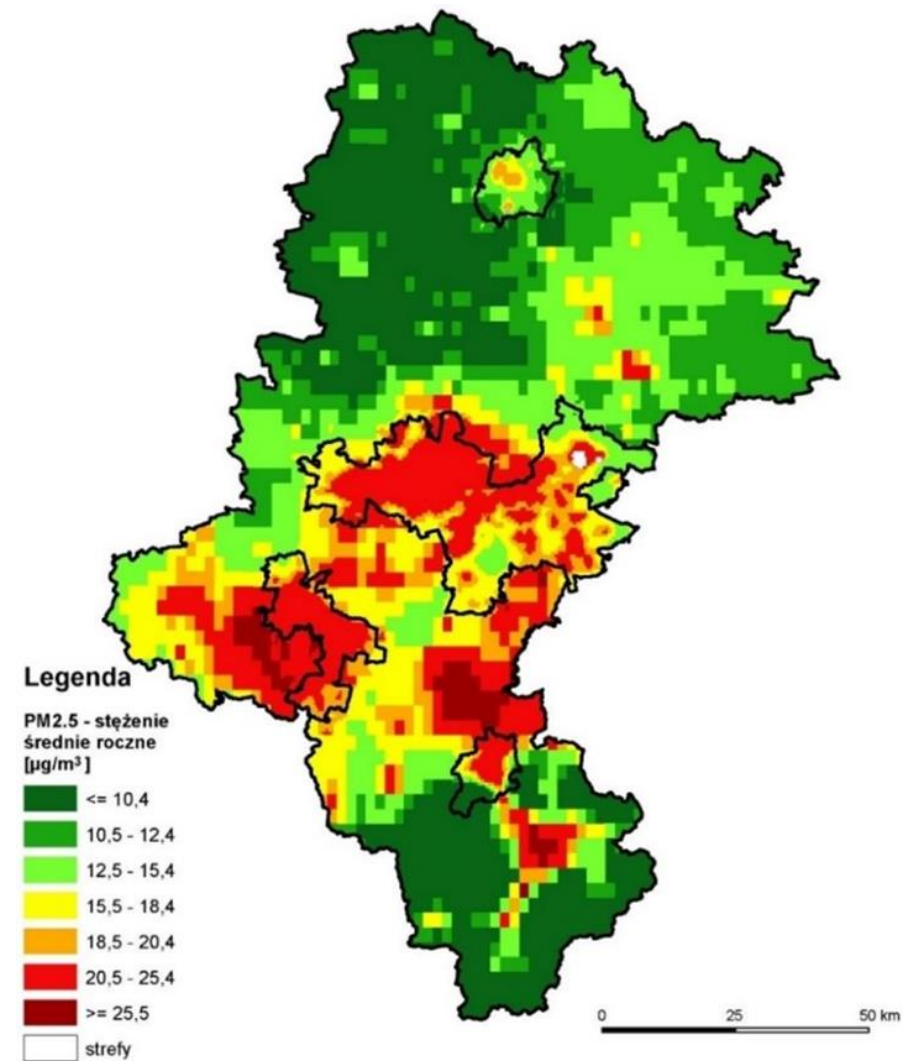 Legenda
PM2.5 - stężenie
średnie roczne
[µg/m³]
<= 10,4
10,5 - 12,4
12,5 - 15,4
15,5 - 18,4
18,5 - 20,4
20,5 - 25,4
>= 25,5
strefy
0 25 50 km